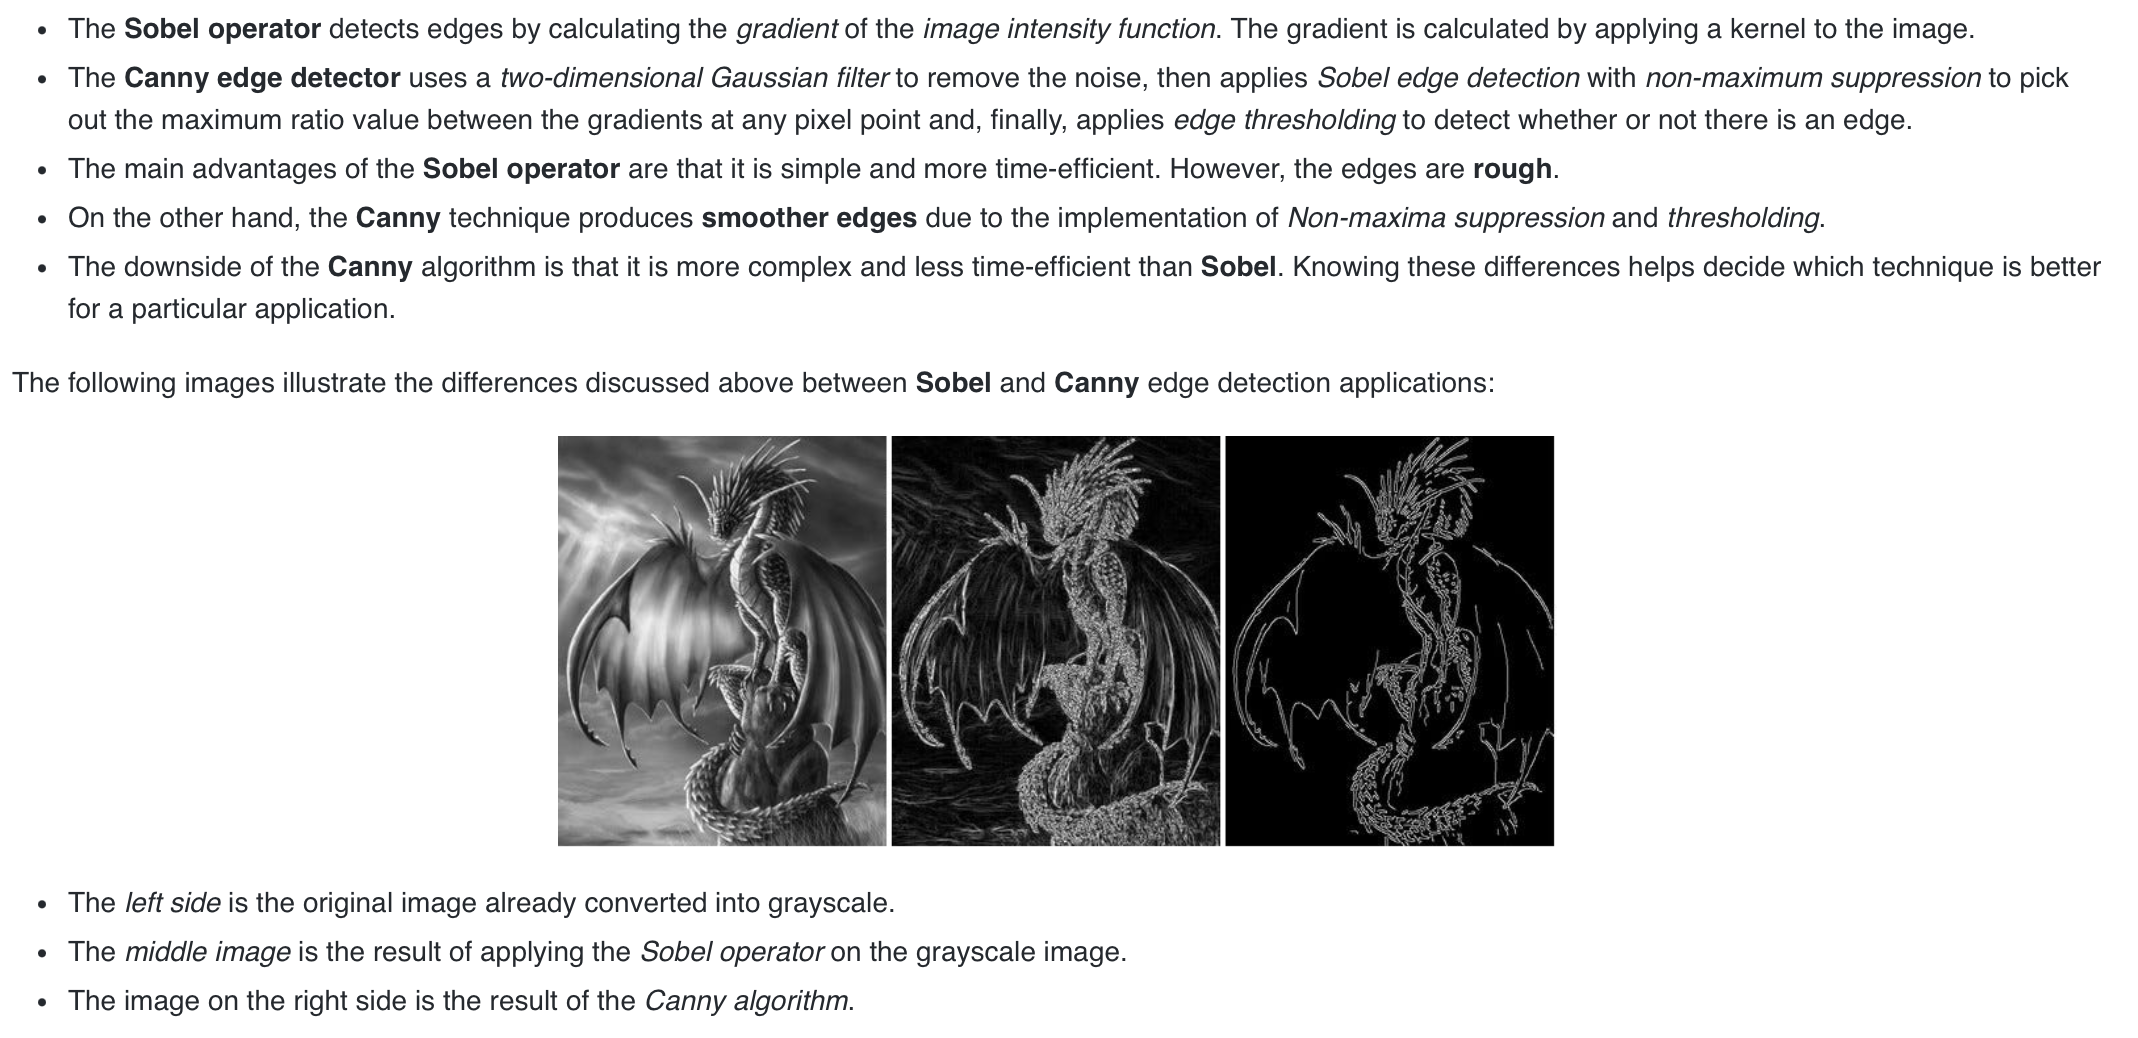 The Sobel operator detects edges by calculating the gradient of the image intensity function. The gradient is calculated by applying a kernel to the image.
The Canny edge detector uses a two-dimensional Gaussian filter to remove the noise, then applies Sobel edge detection with non-maximum suppression to pick
out the maximum ratio value between the gradients at any pixel point and, finally, applies edge thresholding to detect whether or not there is an edge.
The main advantages of the Sobel operator are that it is simple and more time-efficient. However, the edges are rough.
On the other hand, the Canny technique produces smoother edges due to the implementation of Non-maxima suppression and thresholding.
The downside of the Canny algorithm is that it is more complex and less time-efficient than Sobel. Knowing these differences helps decide which technique is better
for a particular application.
The following images illustrate the differences discussed above between Sobel and Canny edge detection applications:
The left side is the original image already converted into grayscale.
The middle image is the result of applying the Sobel operator on the grayscale image.
The image on the right side is the result of the Canny algorithm.